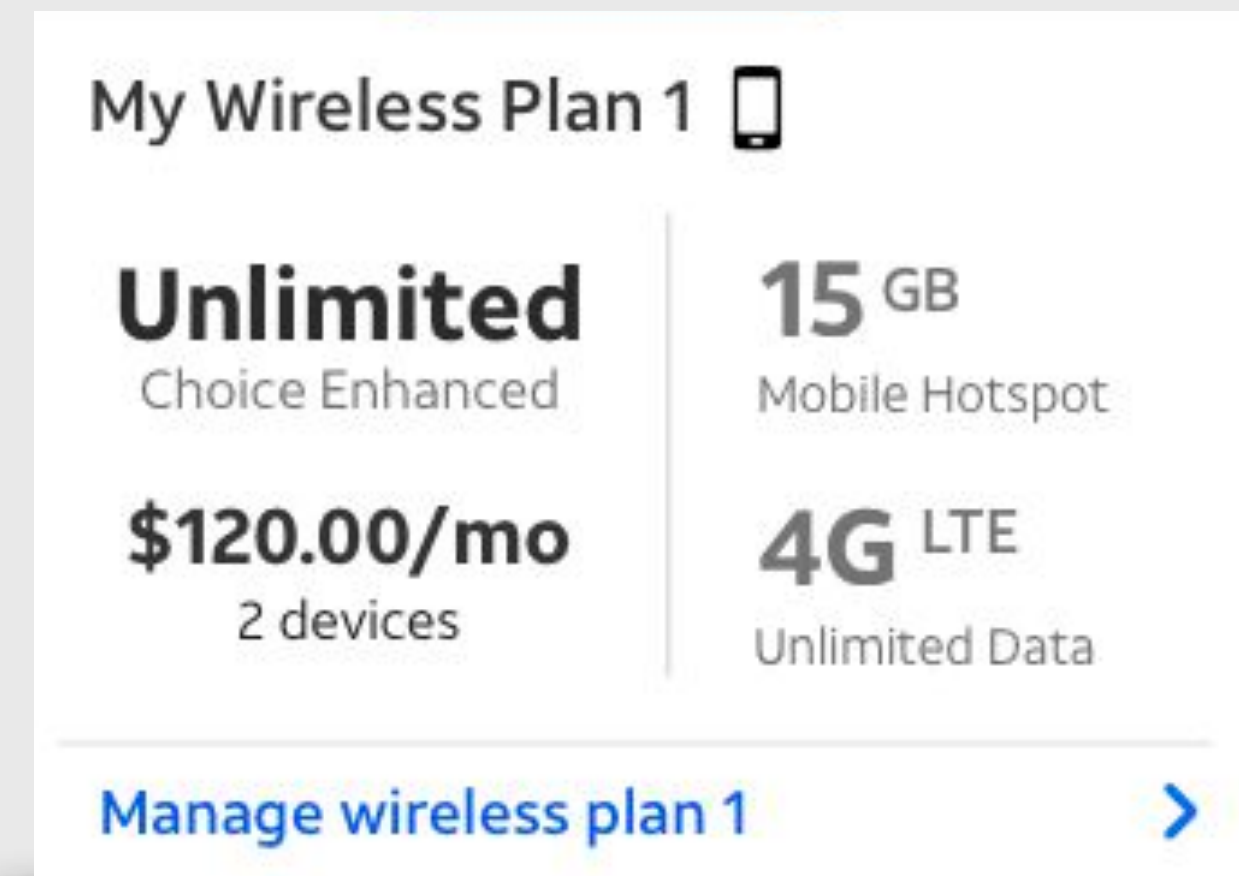 My Wireless Plan 1
Unlimited
Choice Enhanced
$120.00/mo
2 devices
15 GB
Mobile Hotspot
4G LTE
Unlimited Data
Manage wireless plan 1